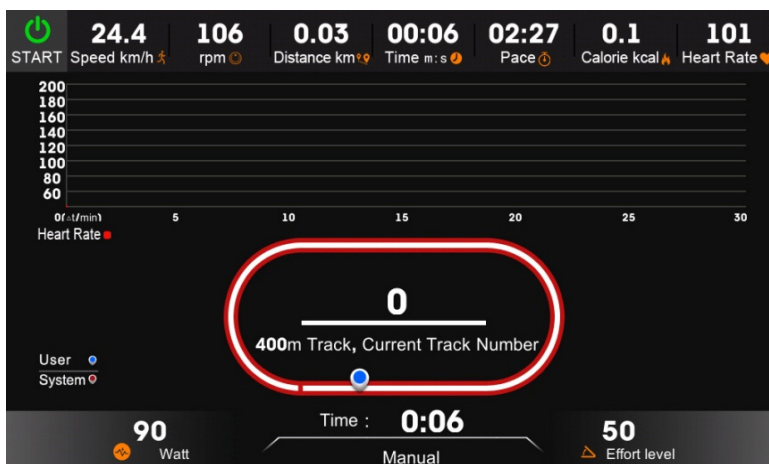 START
24.4
Speed km/h
106
rpm
0.03
Distance km
00:06
Time m:s
02:27
Pace
0.1
Calorie kcal
101
Heart Rate
200
180
160
140
120
100
80
60
0(△t/min) 5 10 15 20 25 30
Heart Rate
0
400m Track, Current Track Number
User
System
90
Watt
Time : 0:06
Manual
50
Effort level